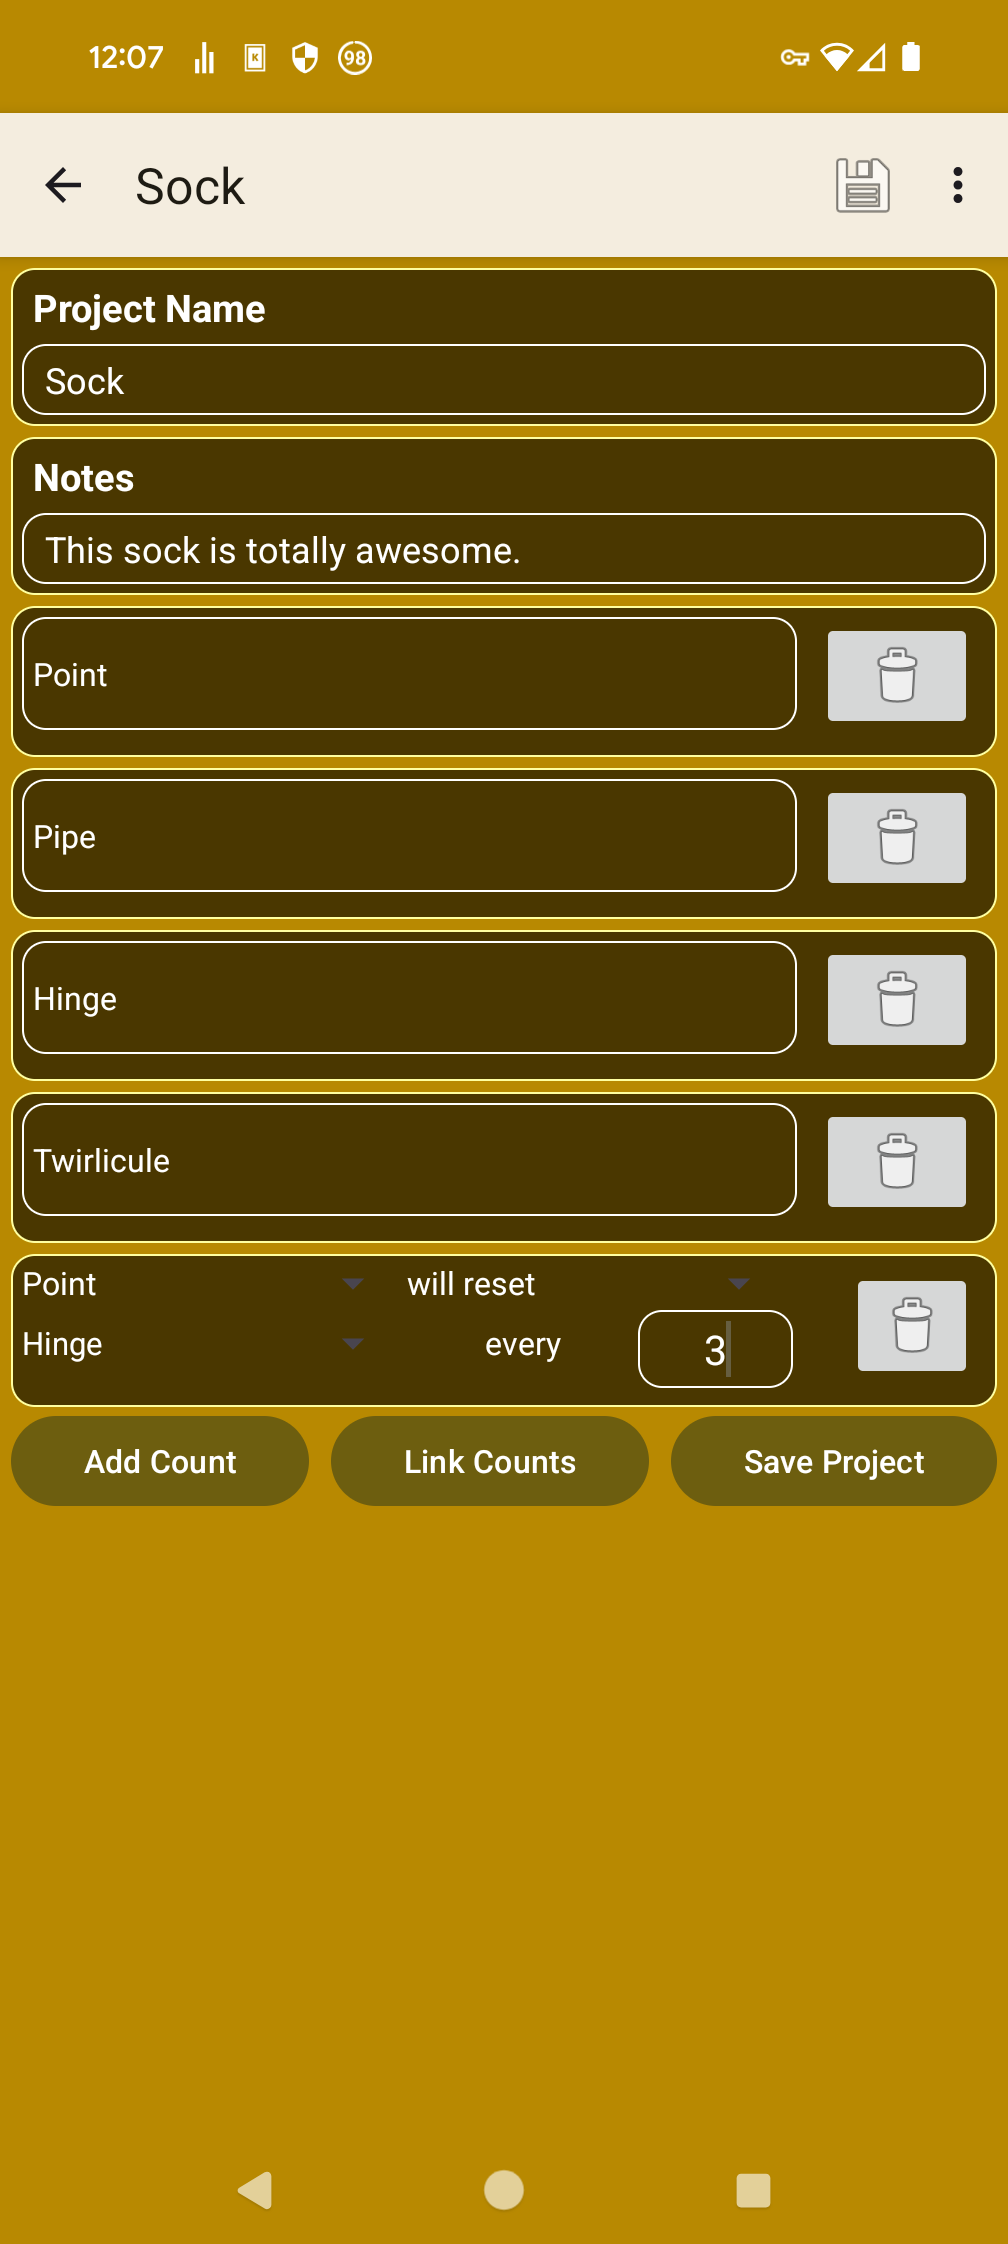 12:07 K 98
Sock
Project Name
Sock
Notes
This sock is totally awesome.
Point
Pipe
Hinge
Twirlicule
Point will reset
Hinge every 3
Add Count Link Counts Save Project